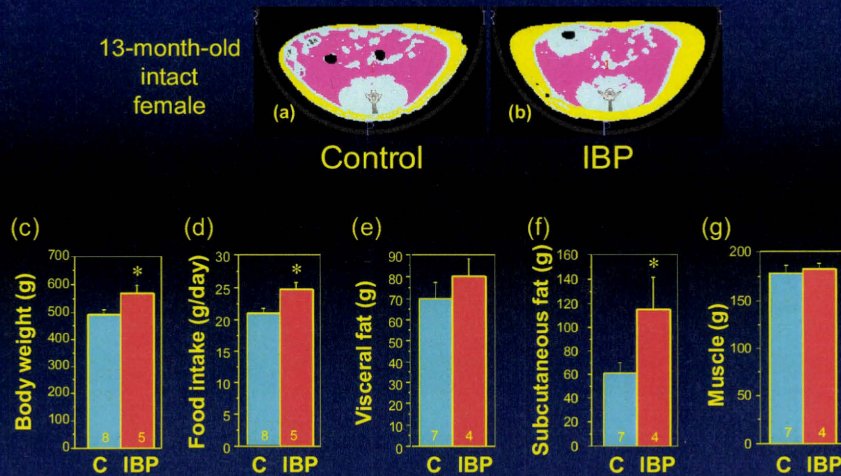 13-month-old
intact
female
(a)
(b)
Control
IBP
(c)
Body weight (g)
700
600
500
400
300
200
100
0
*
8
5
C IBP
(d)
Food intake (g/day)
30
25
20
15
10
5
0
*
8
5
C IBP
(e)
Visceral fat (g)
90
80
70
60
50
40
30
20
10
0
7
4
C IBP
(f)
Subcutaneous fat (g)
160
140
120
100
80
60
40
20
0
*
7
4
C IBP
(g)
Muscle (g)
200
150
100
50
0
7
4
C IBP